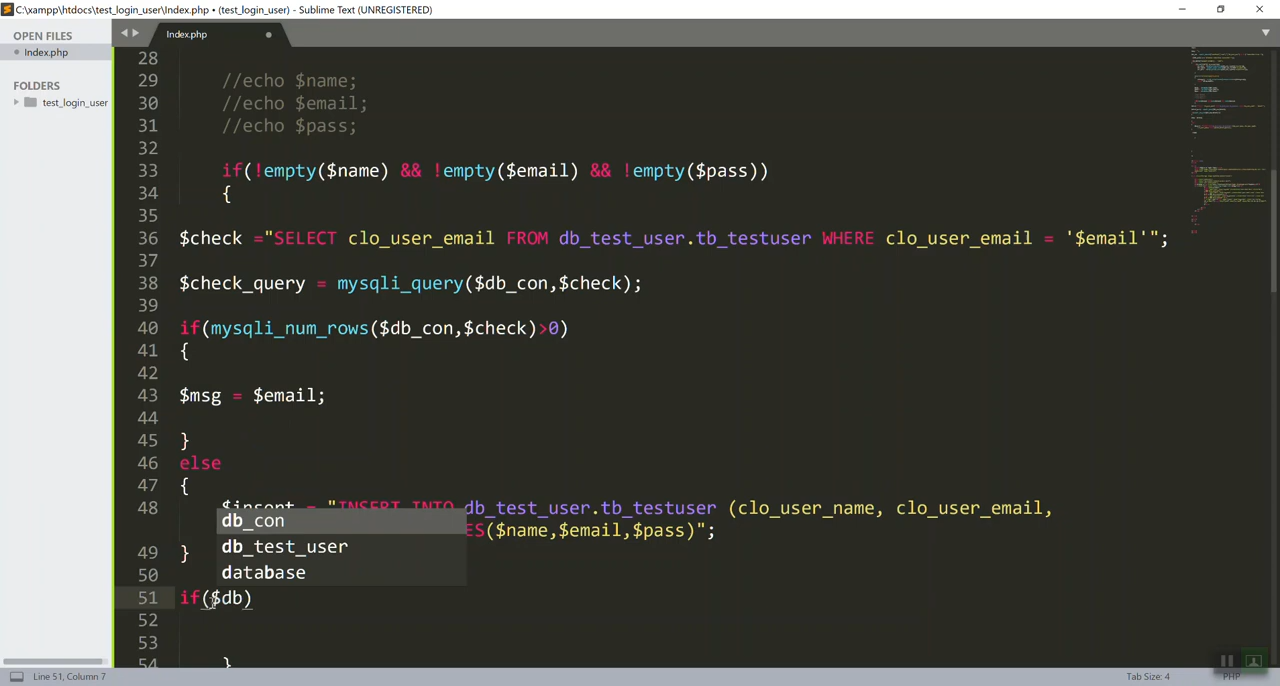 C:\xampp\htdocs\test_login_user\Index.php • (test_login_user) - Sublime Text (UNREGISTERED)
OPEN FILES
Index.php
FOLDERS
test_login_user
Index.php
28
29 //echo $name;
30 //echo $email;
31 //echo $pass;
32
33 if(!empty($name) && !empty($email) && !empty($pass))
34 {
35
36 $check ="SELECT clo_user_email FROM db_test_user.tb_testuser WHERE clo_user_email = '$email'";
37
38 $check_query = mysqli_query($db_con,$check);
39
40 if(mysqli_num_rows($db_con,$check)>0)
41 {
42
43 $msg = $email;
44
45 }
46 else
47 {
48 $insert = "INSERT INTO db_test_user.tb_testuser (clo_user_name, clo_user_email,
ES($name,$email,$pass)";
49 }
50
51 if($db)
52
53
54 }
db_con
db_test_user
database
Line 51, Column 7
Tab Size: 4
PHP